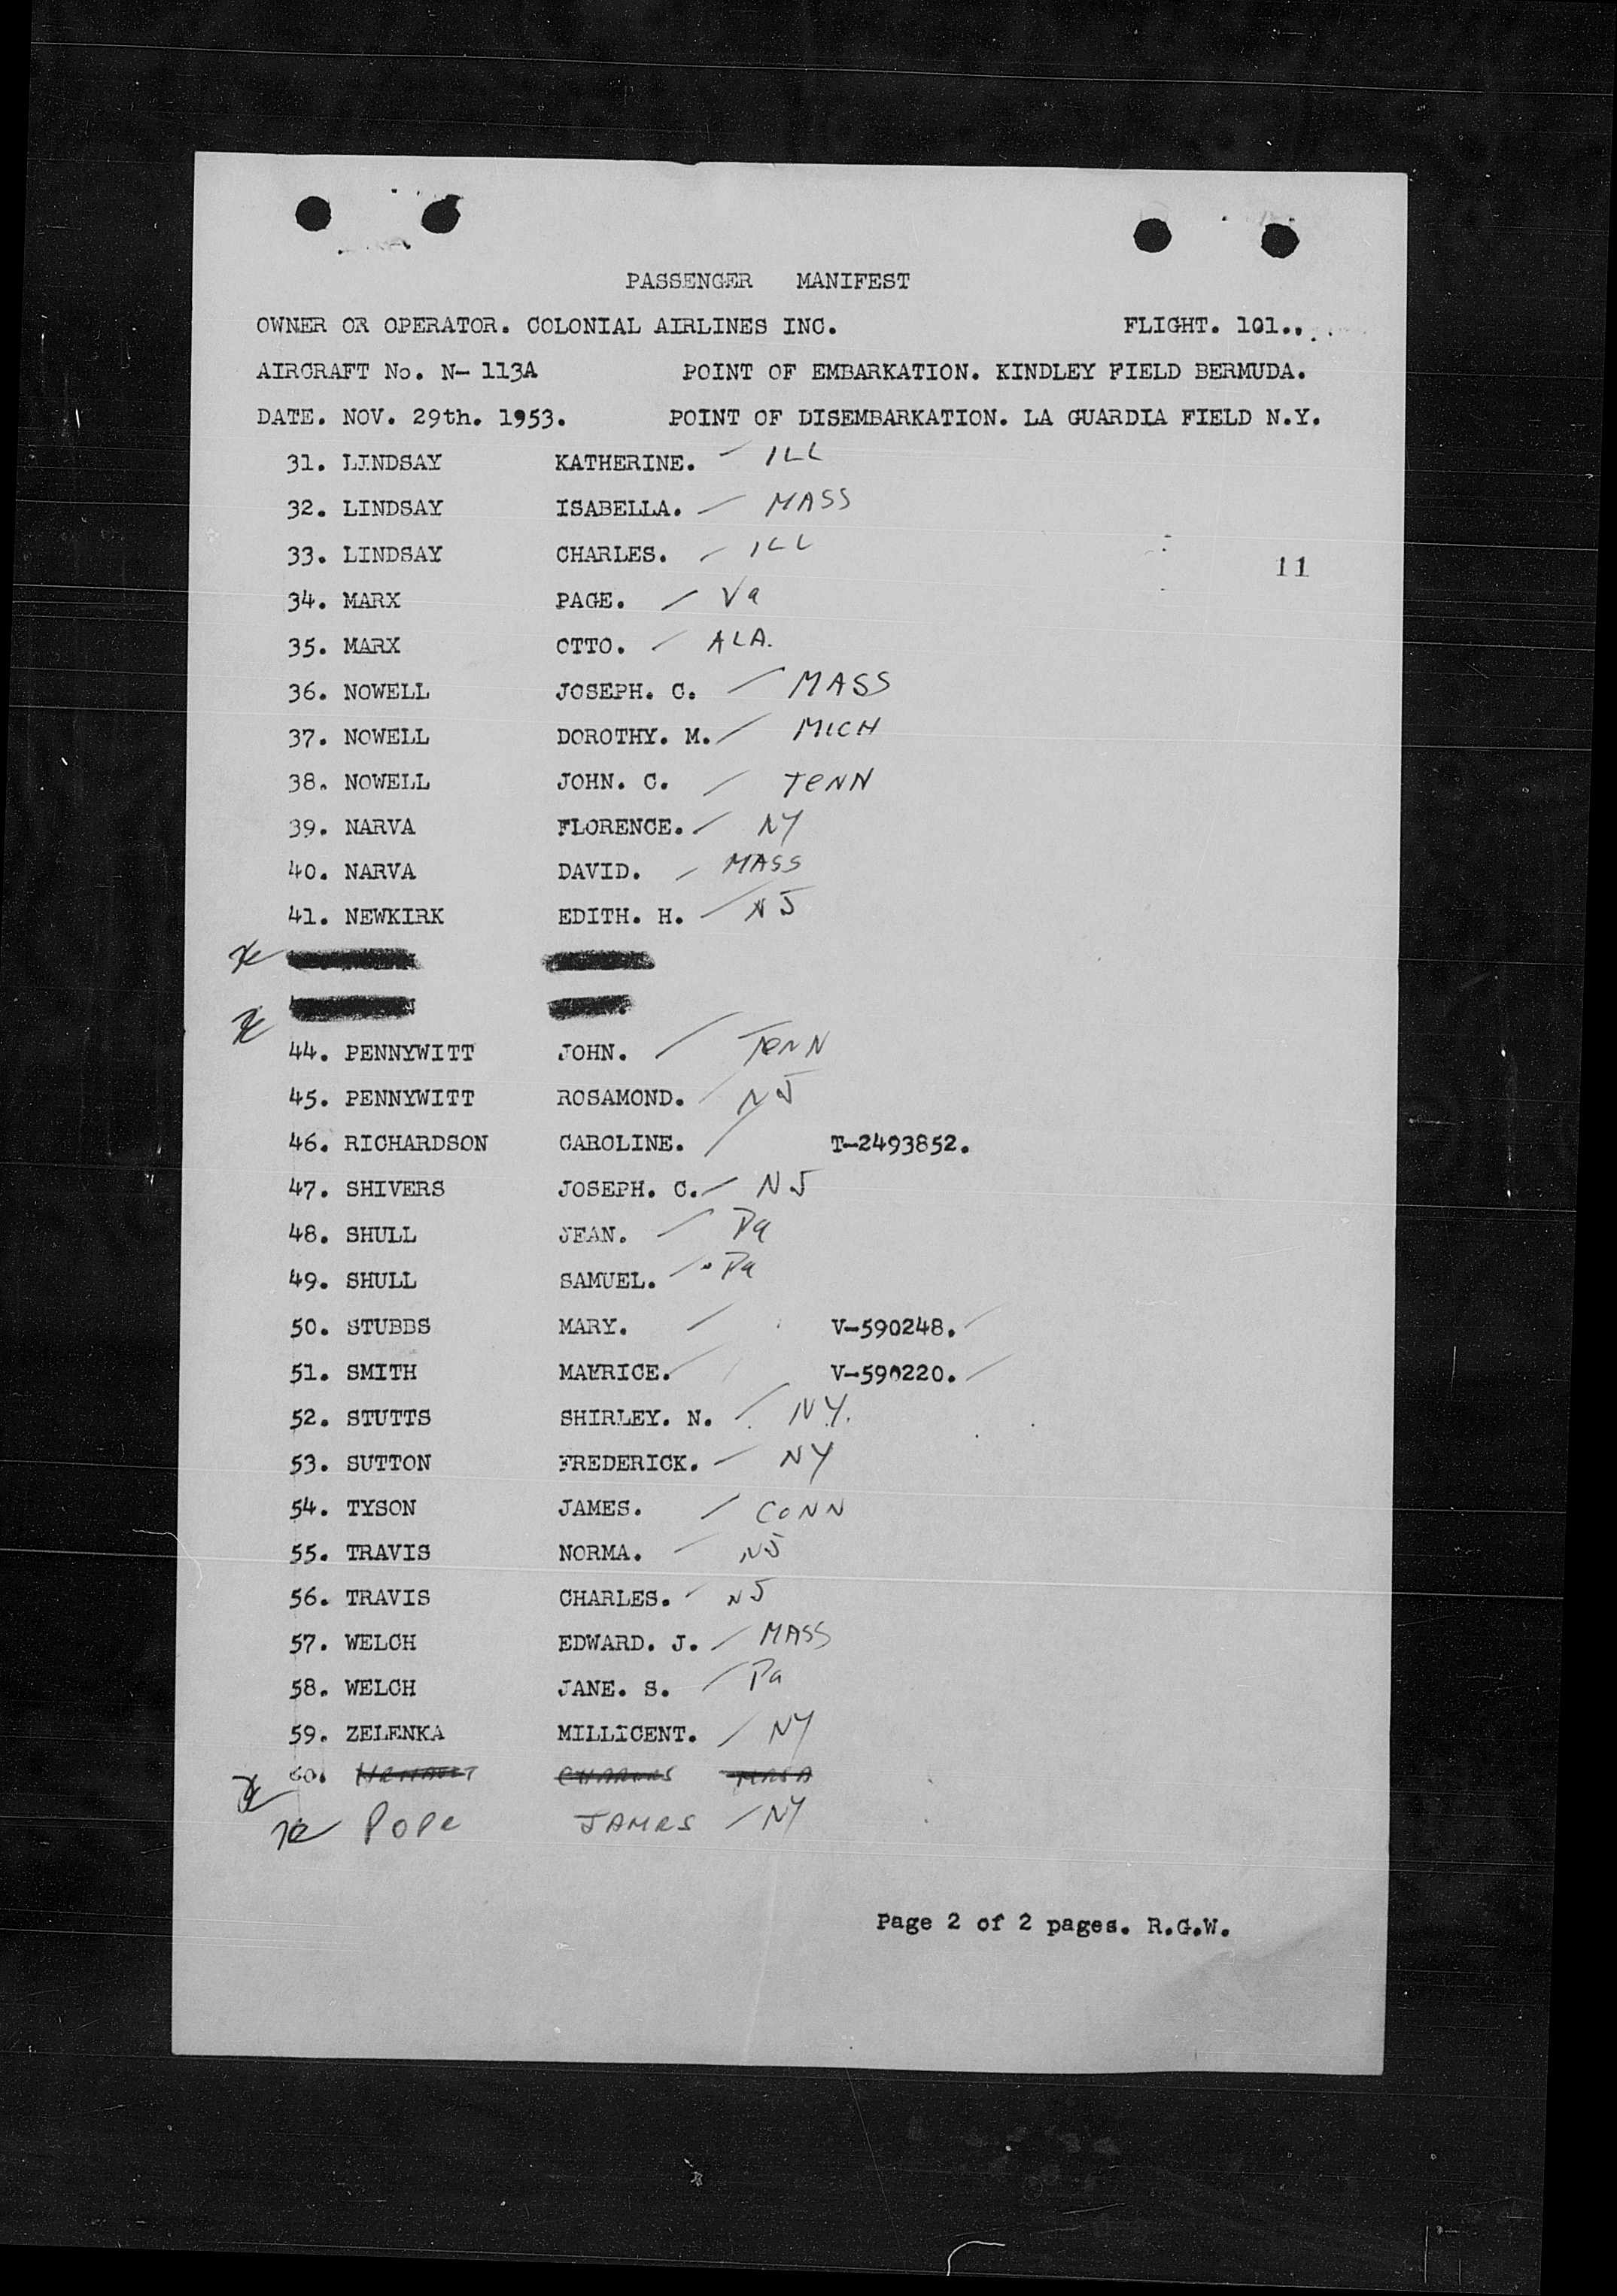 PASSENGER MANIFEST
OWNER OR OPERATOR. COLONIAL AIRLINES INC. FLIGHT. 101..
AIRCRAFT No. N- 113A POINT OF EMBARKATION. KINDLEY FIELD BERMUDA.
DATE. NOV. 29th. 1953. POINT OF DISEMBARKATION. LA GUARDIA FIELD N.Y.
31. LINDSAY KATHERINE. ILL
32. LINDSAY ISABELLA. MASS
33. LINDSAY CHARLES. ILL
11
34. MARX PAGE. Va
35. MARX OTTO. ALA.
36. NOWELL JOSEPH. C. MASS
37. NOWELL DOROTHY. M. MICH
38. NOWELL JOHN. C. TeNN
39. NARVA FLORENCE. NY
40. NARVA DAVID. MASS
41. NEWKIRK EDITH. H. NJ
44. PENNYWITT JOHN. TeNN
45. PENNYWITT ROSAMOND. NJ
46. RICHARDSON CAROLINE. T-2493852.
47. SHIVERS JOSEPH. C. NJ
48. SHULL JEAN. Pa
49. SHULL SAMUEL. Pa
50. STUBBS MARY. V-590248.
51. SMITH MAURICE. V-590220.
52. STUTTS SHIRLEY. N. N.Y.
53. SUTTON FREDERICK. NY
54. TYSON JAMES. CONN
55. TRAVIS NORMA. NJ
56. TRAVIS CHARLES. NJ
57. WELCH EDWARD. J. MASS
58. WELCH JANE. S. Pa
59. ZELENKA MILLICENT. NY
60.
POPe JAMES NY
Page 2 of 2 pages. R.G.W.